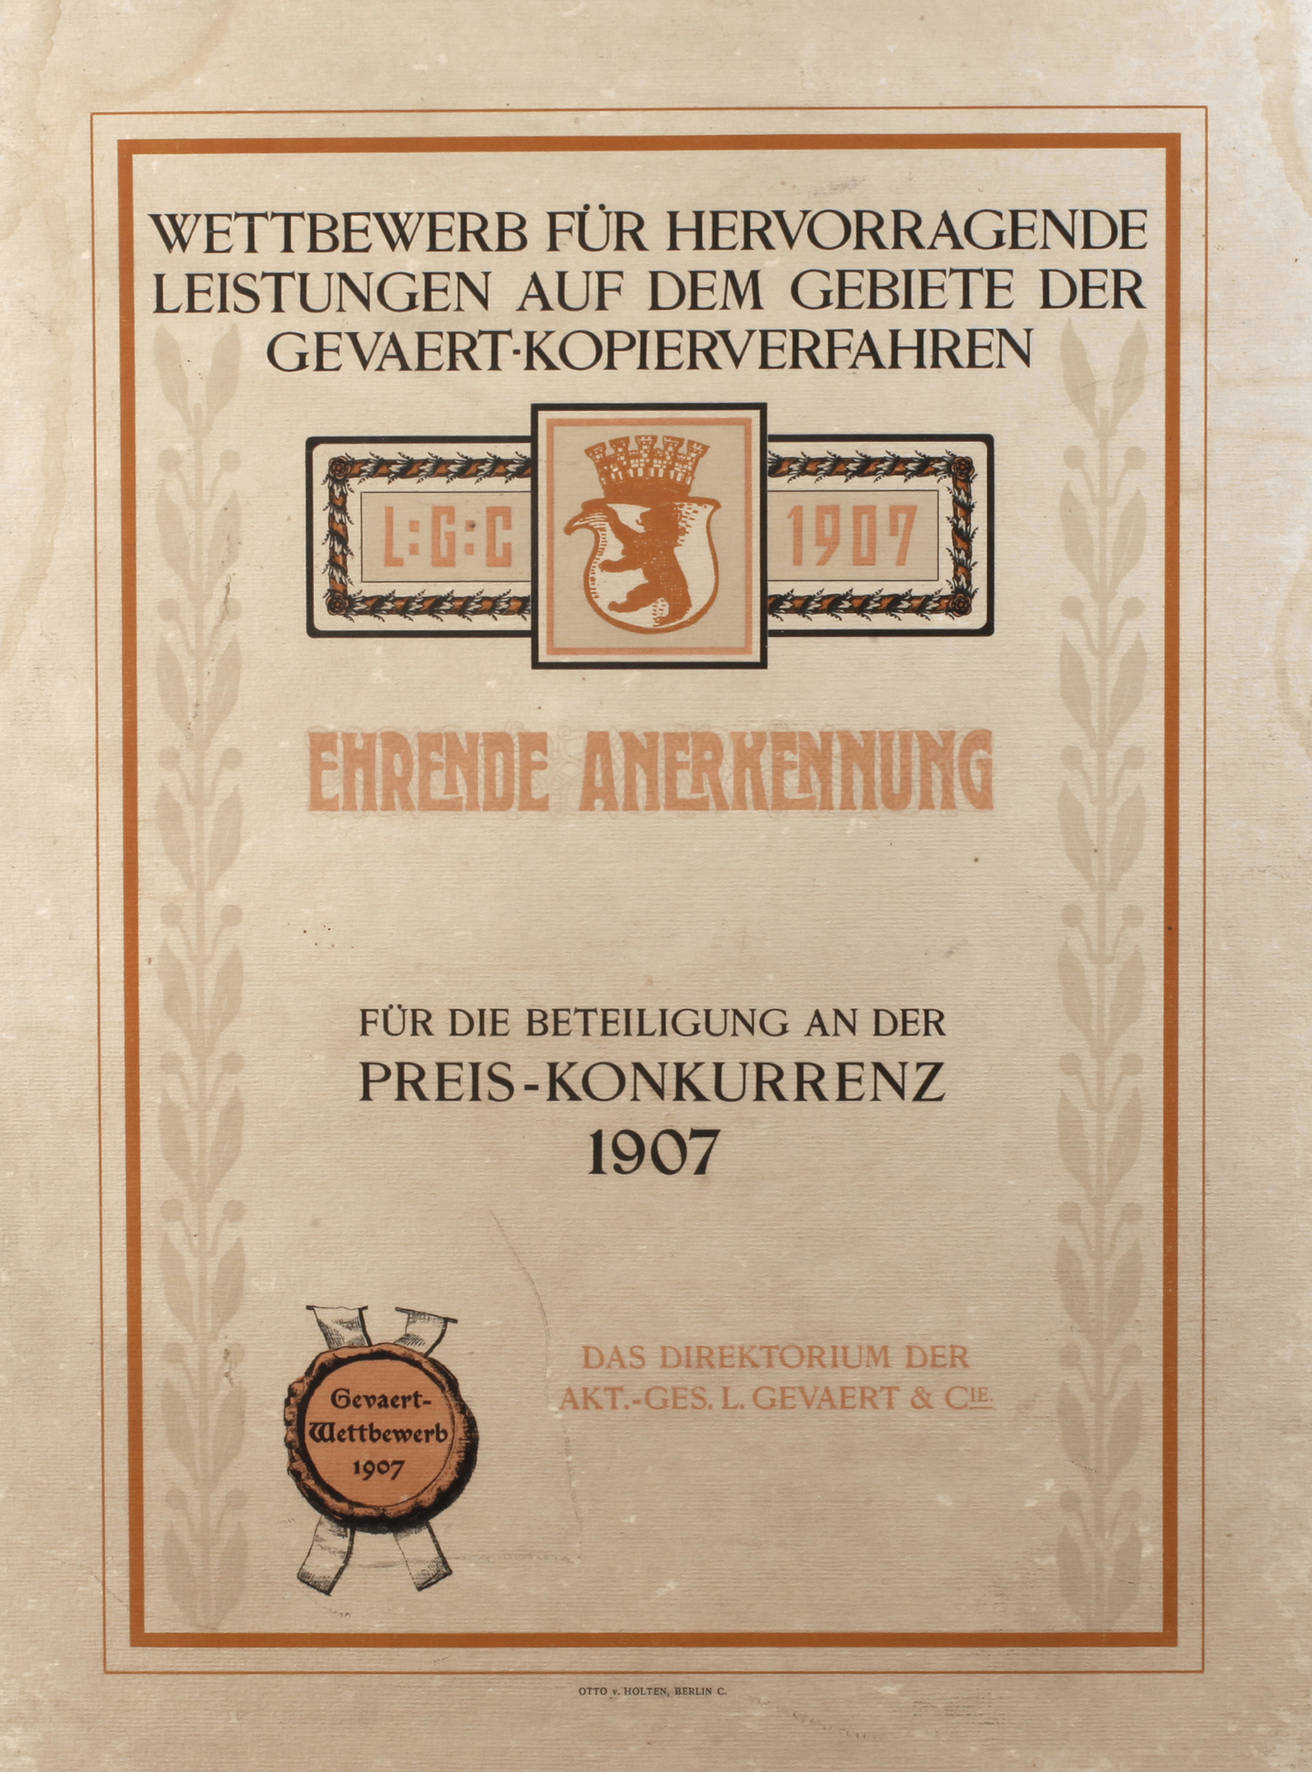 WETTBEWERB FÜR HERVORRAGENDE
LEISTUNGEN AUF DEM GEBIETE DER
GEVAERT-KOPIERVERFAHREN
L:G:C 1907
EHRENDE ANERKENNUNG
FÜR DIE BETEILIGUNG AN DER
PREIS-KONKURRENZ
1907
DAS DIREKTORIUM DER
AKT.-GES. L. GEVAERT & CIE.
Gevaert-
Wettbewerb
1907
OTTO v. HOLTEN, BERLIN C.